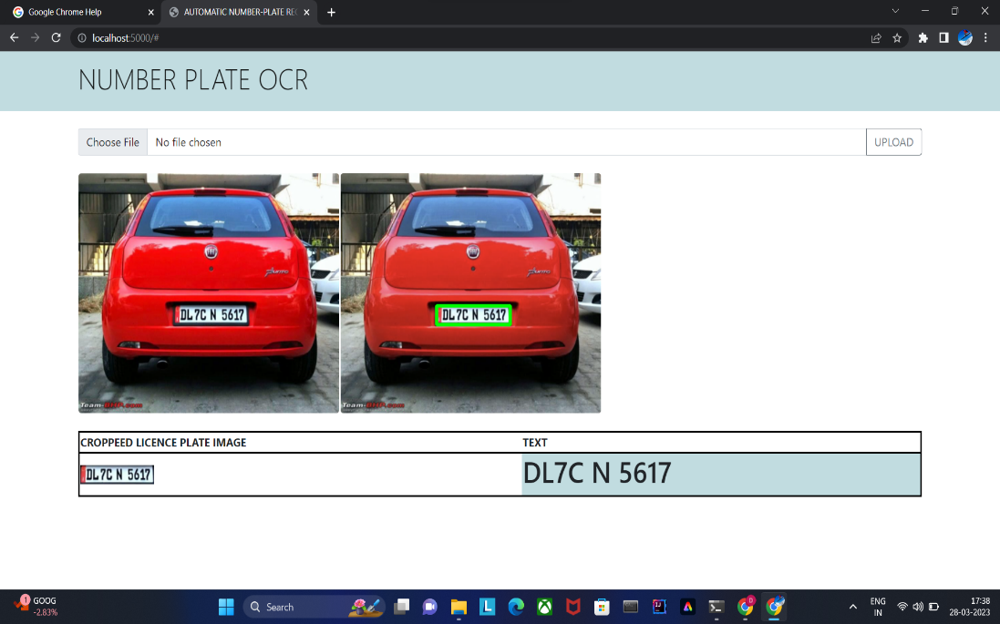 Google Chrome Help
AUTOMATIC NUMBER-PLATE REC
localhost:5000/#
NUMBER PLATE OCR
Choose File No file chosen UPLOAD
DL7C N 5617 DL7C N 5617
Team-BHP.com Team-BHP.com
CROPPEED LICENCE PLATE IMAGE TEXT
DL7C N 5617 DL7C N 5617
1 GOOG
-2.83%
Search
ENG
IN
17:38
28-03-2023